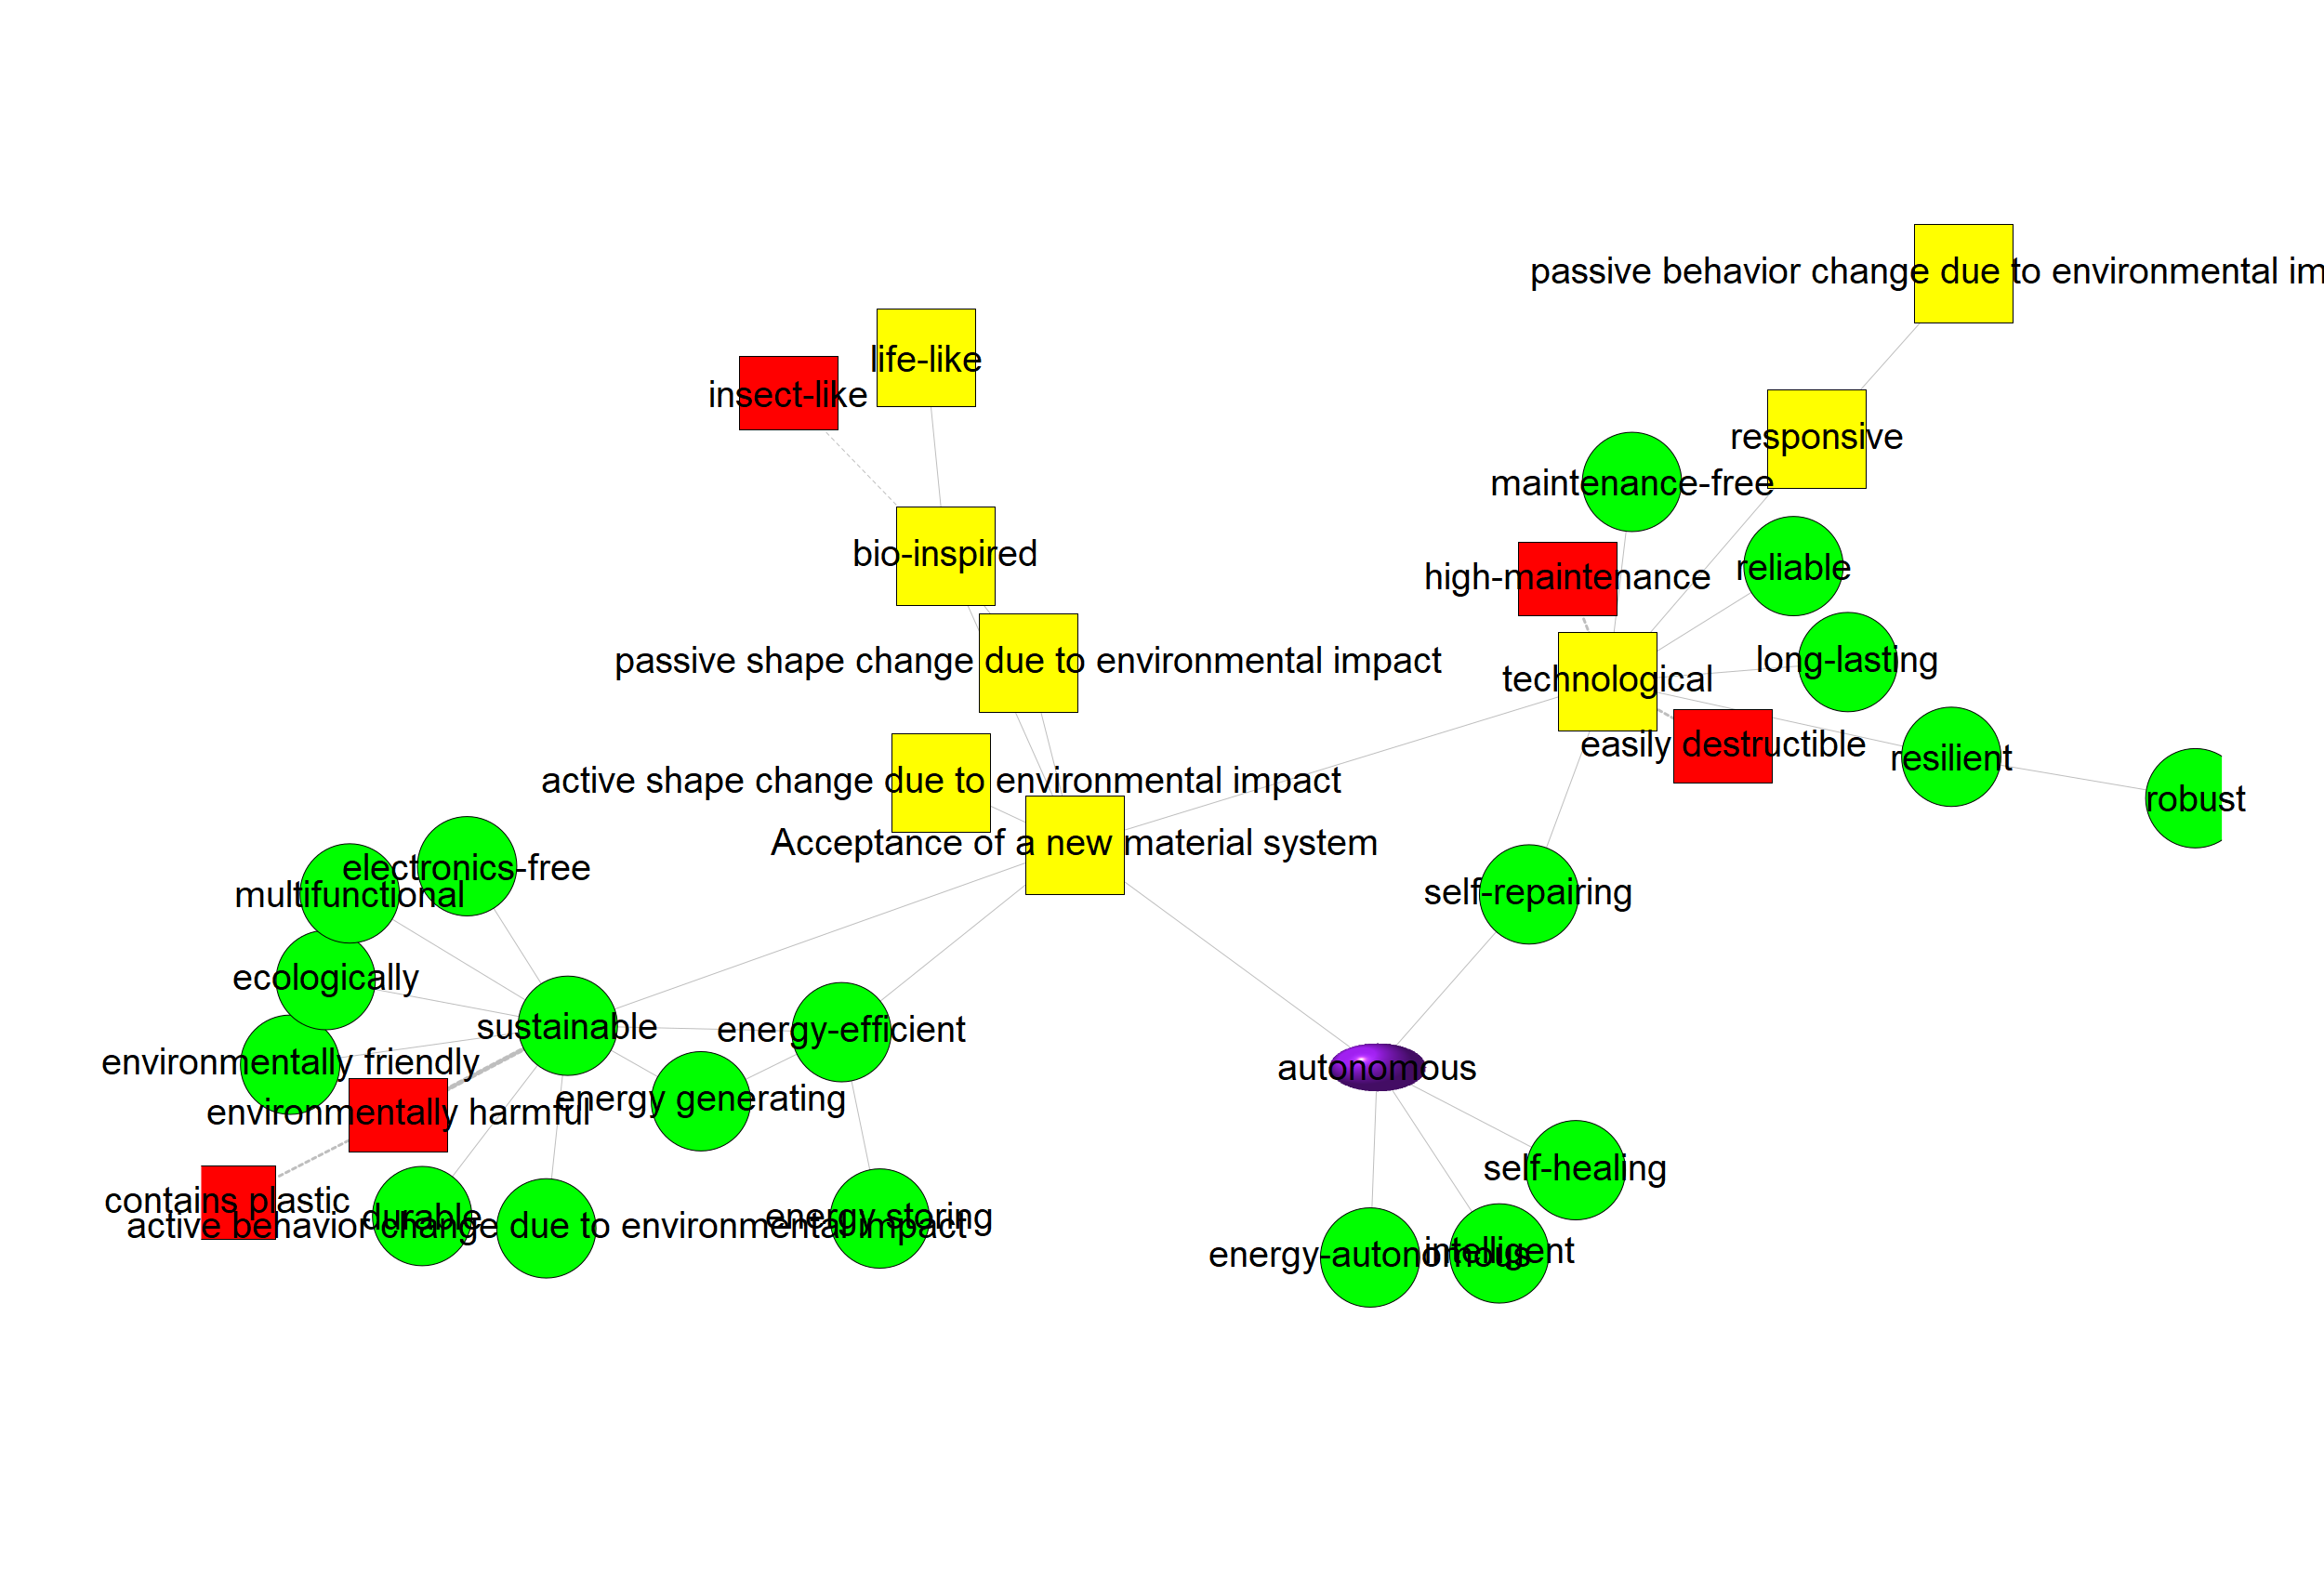 passive behavior change due to environmental im
life-like
insect-like
responsive
maintenance-free
bio-inspired
reliable
high-maintenance
passive shape change due to environmental impact
long-lasting
technological
easily destructible
resilient
active shape change due to environmental impact
robust
Acceptance of a new material system
electronics-free
multifunctional
self-repairing
ecologically
sustainable
energy-efficient
environmentally friendly
autonomous
energy generating
environmentally harmful
self-healing
contains plastic
durable
energy storing
active behavior change due to environmental impact
energy-autonomous
intelligent